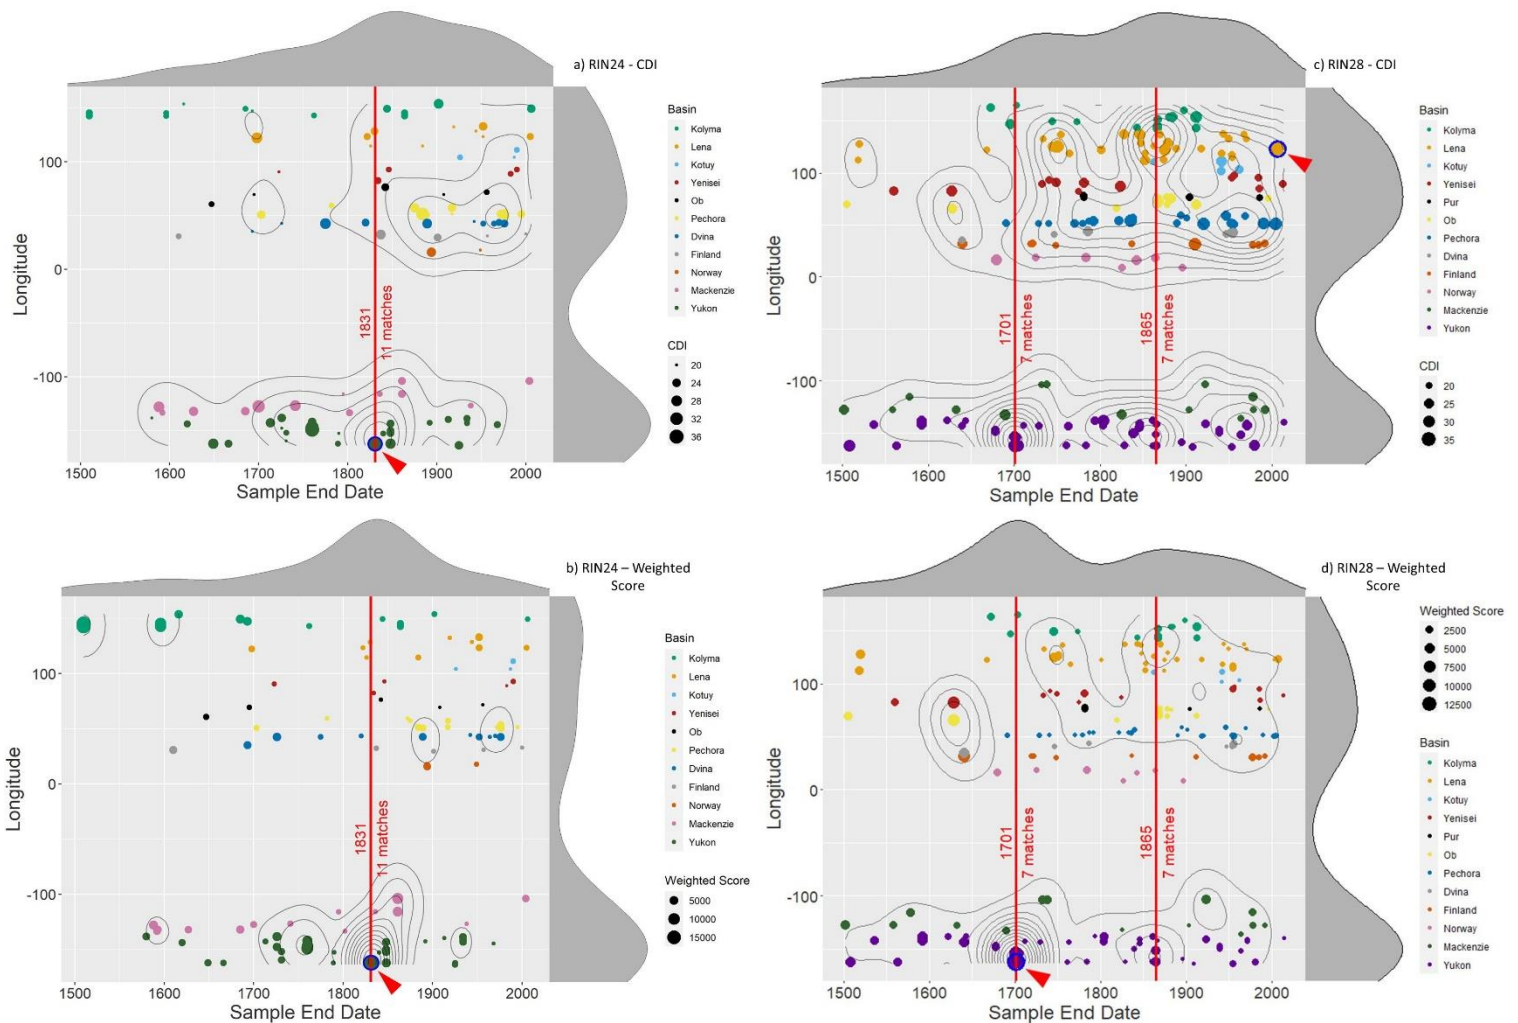 a) RIN24 - CDI
Longitude
100
0
-100
1831
11 matches
1500
1600
1700
1800
1900
2000
Sample End Date
Basin
Kolyma
Lena
Kotuy
Yenisei
Ob
Pechora
Dvina
Finland
Norway
Mackenzie
Yukon
CDI
20
24
28
32
36
c) RIN28 - CDI
Longitude
100
0
-100
1701
7 matches
1865
7 matches
1500
1600
1700
1800
1900
2000
Sample End Date
Basin
Kolyma
Lena
Kotuy
Yenisei
Pur
Ob
Pechora
Dvina
Finland
Norway
Mackenzie
Yukon
CDI
20
25
30
35
b) RIN24 – Weighted
Score
Longitude
100
0
-100
1831
11 matches
1500
1600
1700
1800
1900
2000
Sample End Date
Basin
Kolyma
Lena
Kotuy
Yenisei
Ob
Pechora
Dvina
Finland
Norway
Mackenzie
Yukon
Weighted Score
5000
10000
15000
d) RIN28 – Weighted
Score
Longitude
100
0
-100
1701
7 matches
1865
7 matches
1500
1600
1700
1800
1900
2000
Sample End Date
Weighted Score
2500
5000
7500
10000
12500
Basin
Kolyma
Lena
Kotuy
Yenisei
Pur
Ob
Pechora
Dvina
Finland
Norway
Mackenzie
Yukon